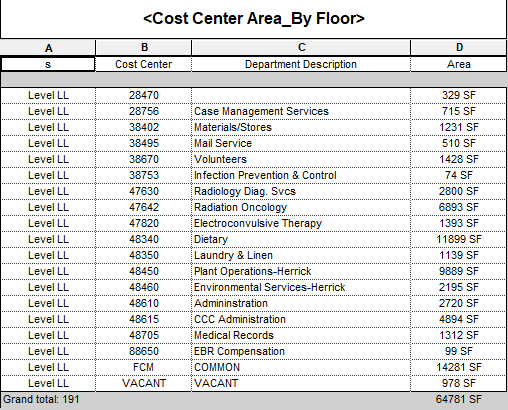 <Cost Center Area_By Floor>
A B C D
s Cost Center Department Description Area
Level LL 28470 329 SF
Level LL 28756 Case Management Services 715 SF
Level LL 38402 Materials/Stores 1231 SF
Level LL 38495 Mail Service 510 SF
Level LL 38670 Volunteers 1428 SF
Level LL 38753 Infection Prevention & Control 74 SF
Level LL 47630 Radiology Diag. Svcs 2800 SF
Level LL 47642 Radiation Oncology 6893 SF
Level LL 47820 Electroconvulsive Therapy 1393 SF
Level LL 48340 Dietary 11899 SF
Level LL 48350 Laundry & Linen 1139 SF
Level LL 48450 Plant Operations-Herrick 9889 SF
Level LL 48460 Environmental Services-Herrick 2195 SF
Level LL 48610 Admininstration 2720 SF
Level LL 48615 CCC Administration 4894 SF
Level LL 48705 Medical Records 1312 SF
Level LL 88650 EBR Compensation 99 SF
Level LL FCM COMMON 14281 SF
Level LL VACANT VACANT 978 SF
Grand total: 191 64781 SF